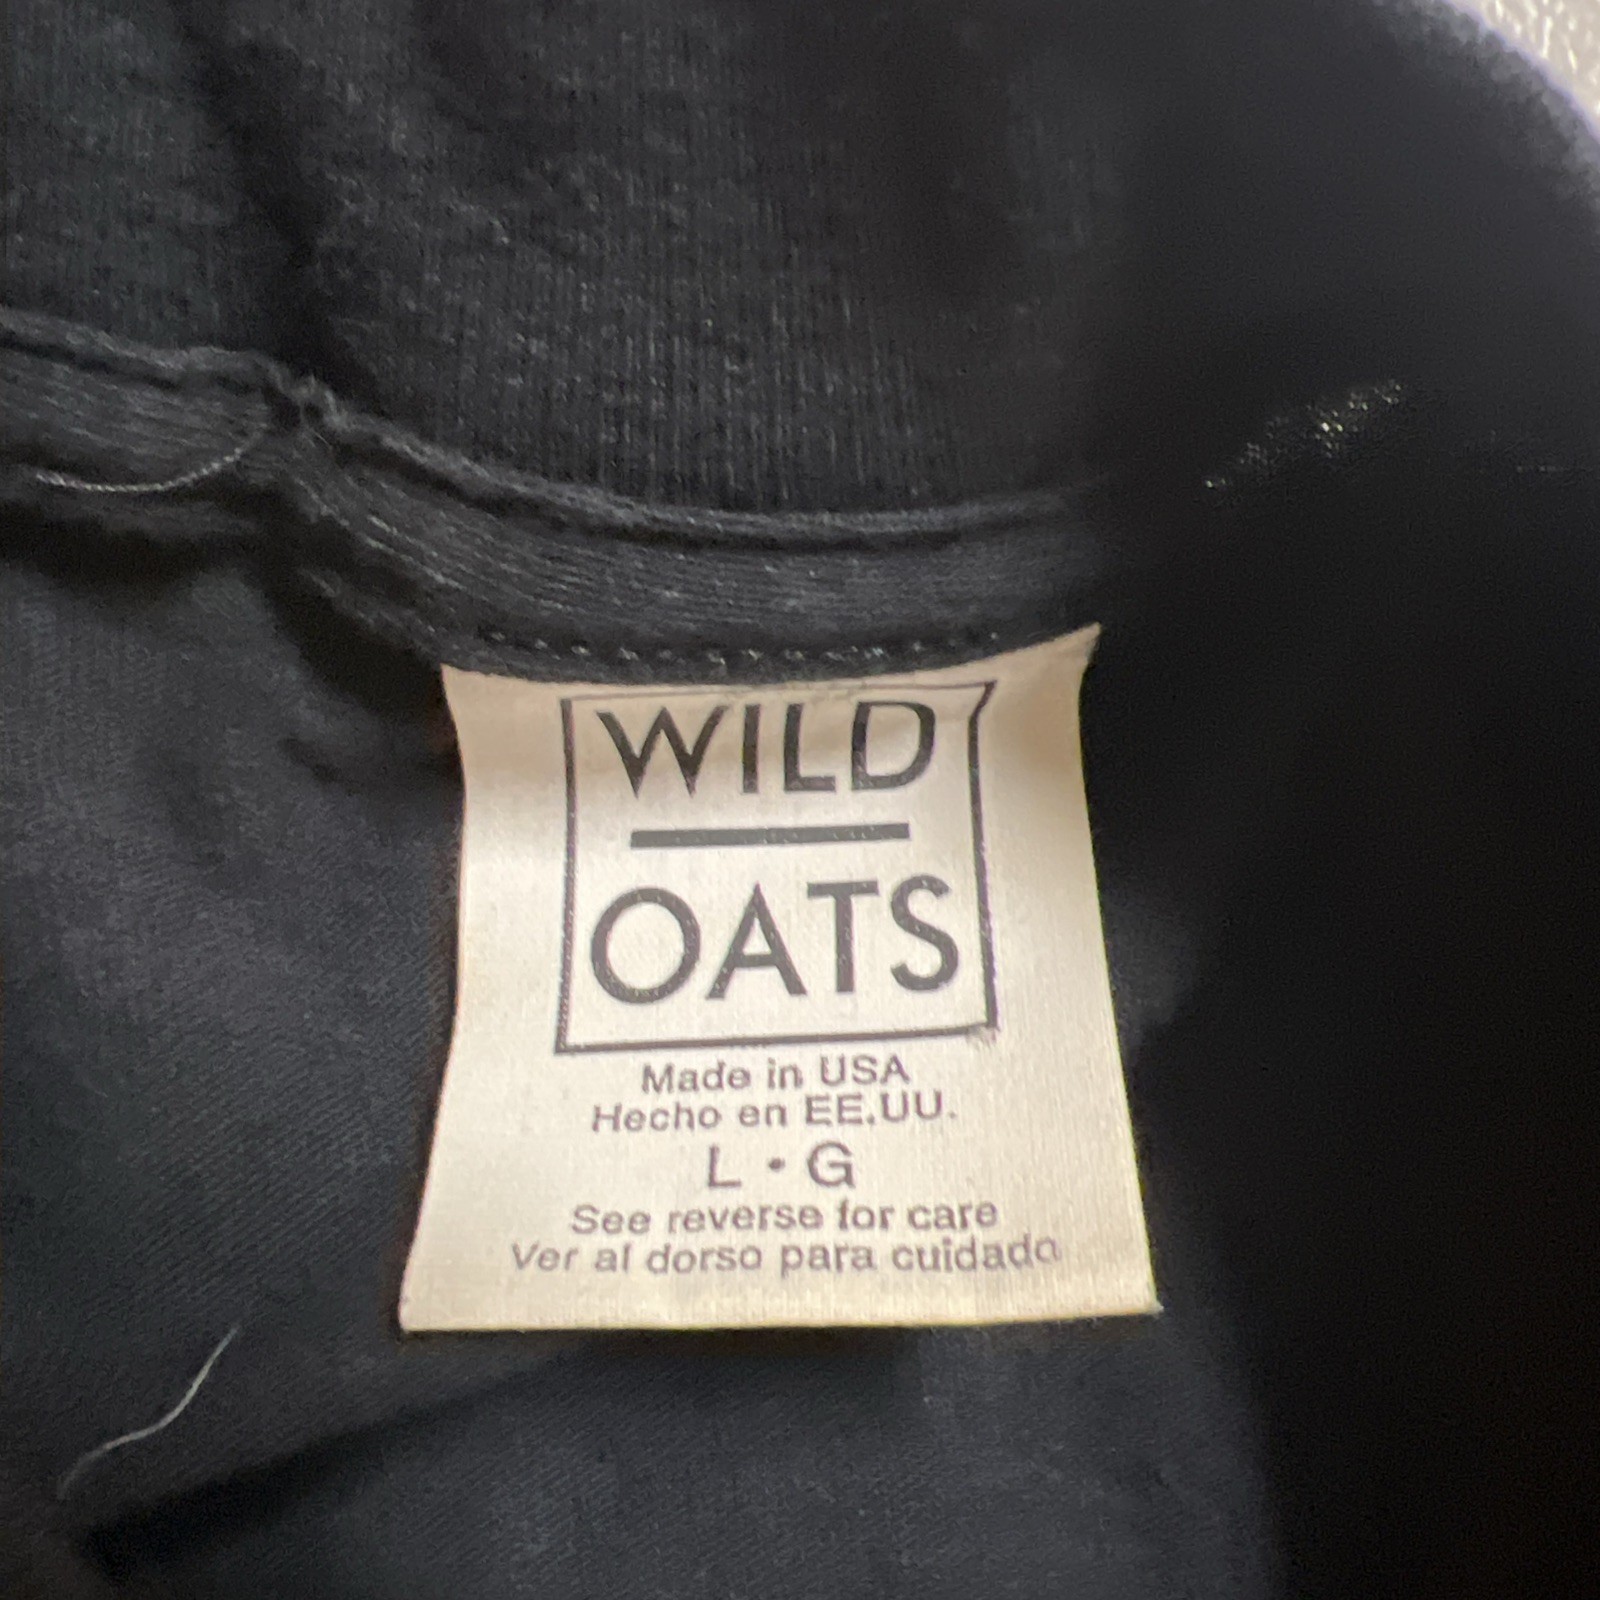 WILD
OATS
Made in USA
Hecho en EE.UU.
L • G
See reverse for care
Ver al dorso para cuidado